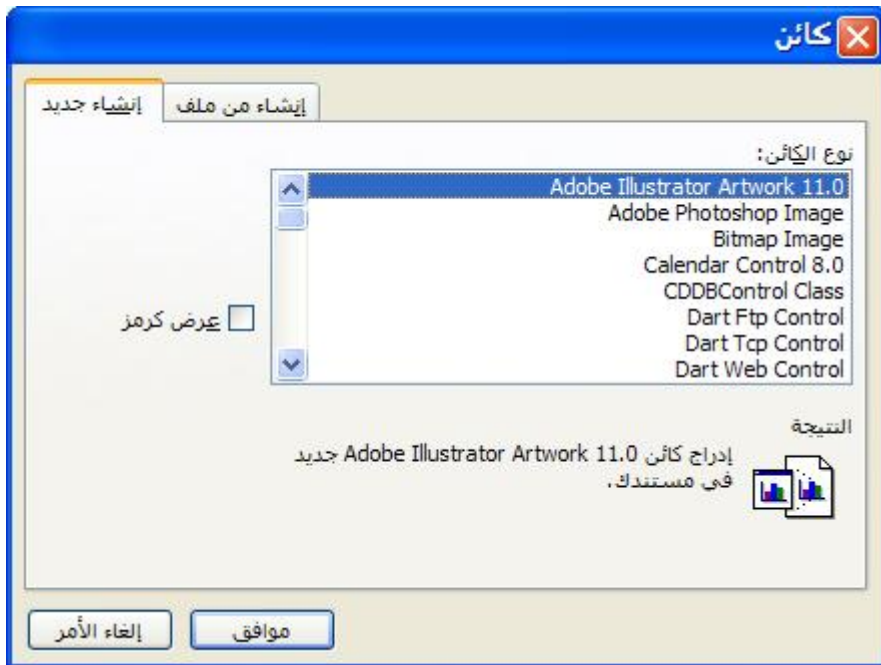 كائن
إنشاء جديد
إنشاء من ملف
نوع الكائن:
Adobe Illustrator Artwork 11.0
Adobe Photoshop Image
Bitmap Image
Calendar Control 8.0
CDDBControl Class
Dart Ftp Control
Dart Tcp Control
Dart Web Control
عرض كرمز
النتيجة
إدراج كائن Adobe Illustrator Artwork 11.0 جديد
في مستندك.
موافق
إلغاء الأمر